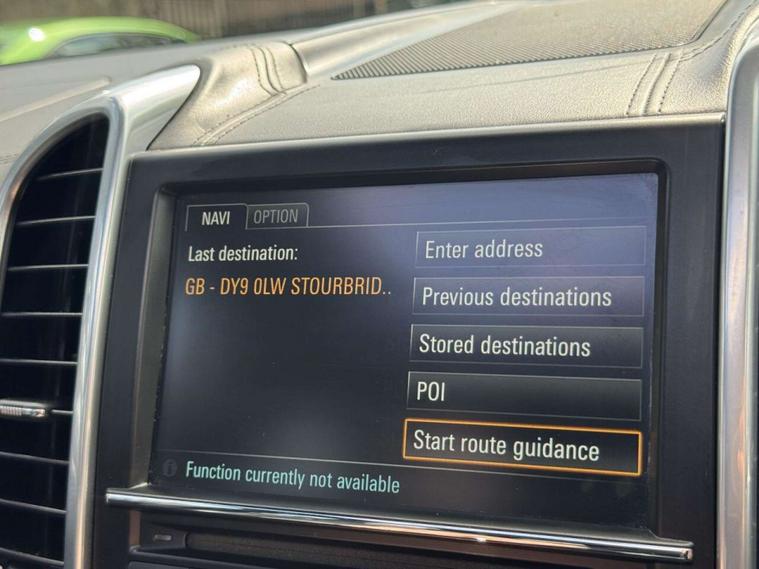 NAVI OPTION
Last destination:
GB - DY9 0LW STOURBRID..
Enter address
Previous destinations
Stored destinations
POI
Start route guidance
Function currently not available